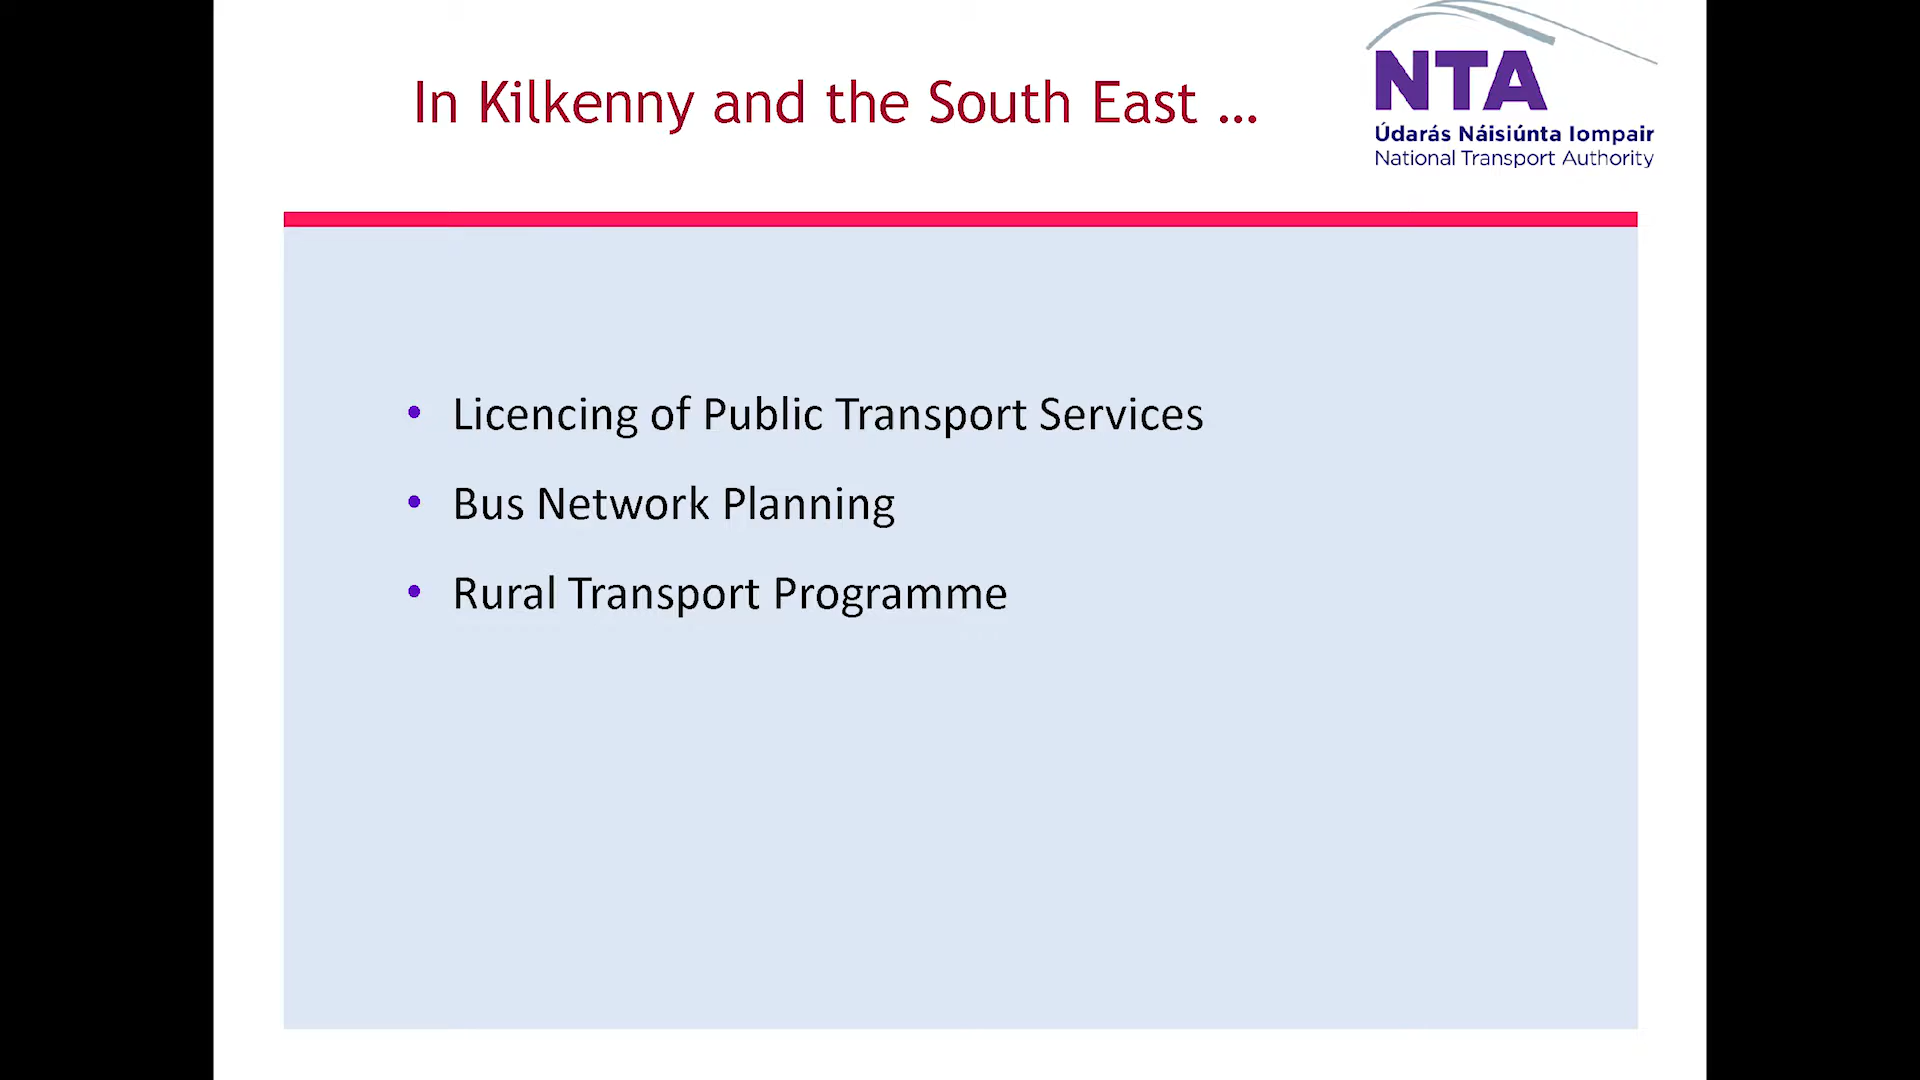 In Kilkenny and the South East ...
NTA
Údarás Náisiúnta Iompair
National Transport Authority
• Licencing of Public Transport Services
• Bus Network Planning
• Rural Transport Programme